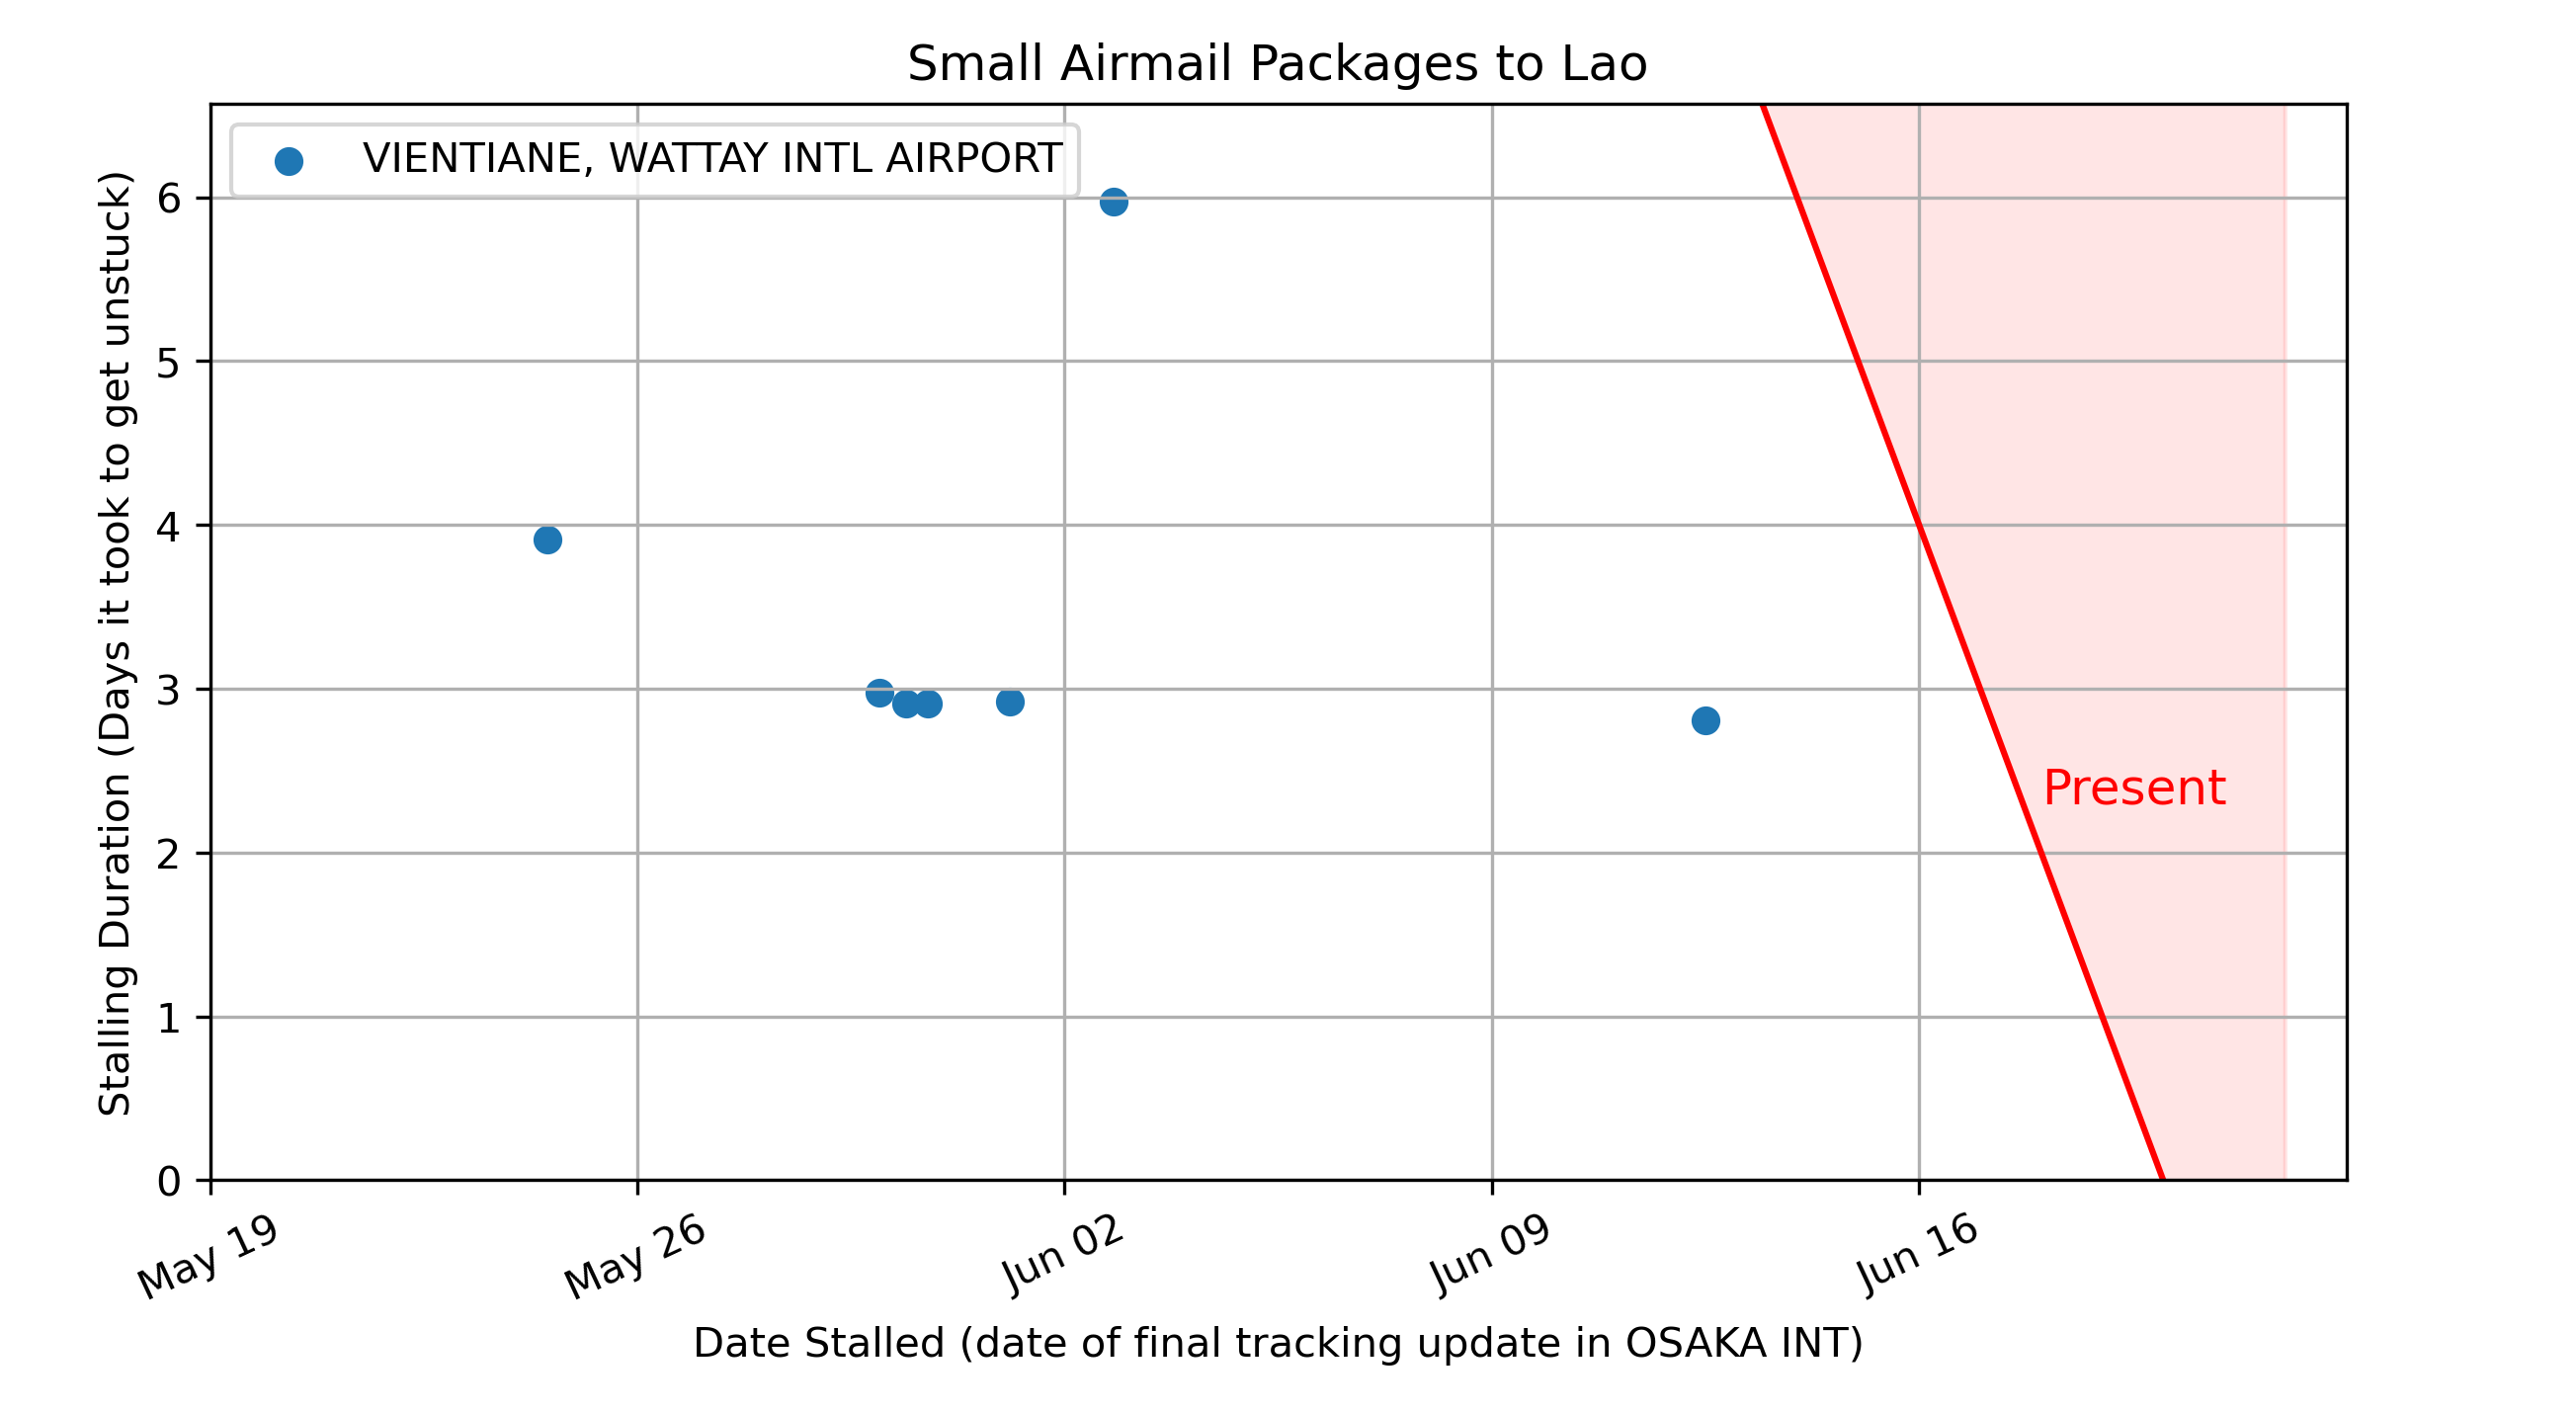 Small Airmail Packages to Lao
VIENTIANE, WATTAY INTL AIRPORT
Stalling Duration (Days it took to get unstuck)
6
5
4
3
2
1
0
Present
May 19
May 26
Jun 02
Jun 09
Jun 16
Date Stalled (date of final tracking update in OSAKA INT)